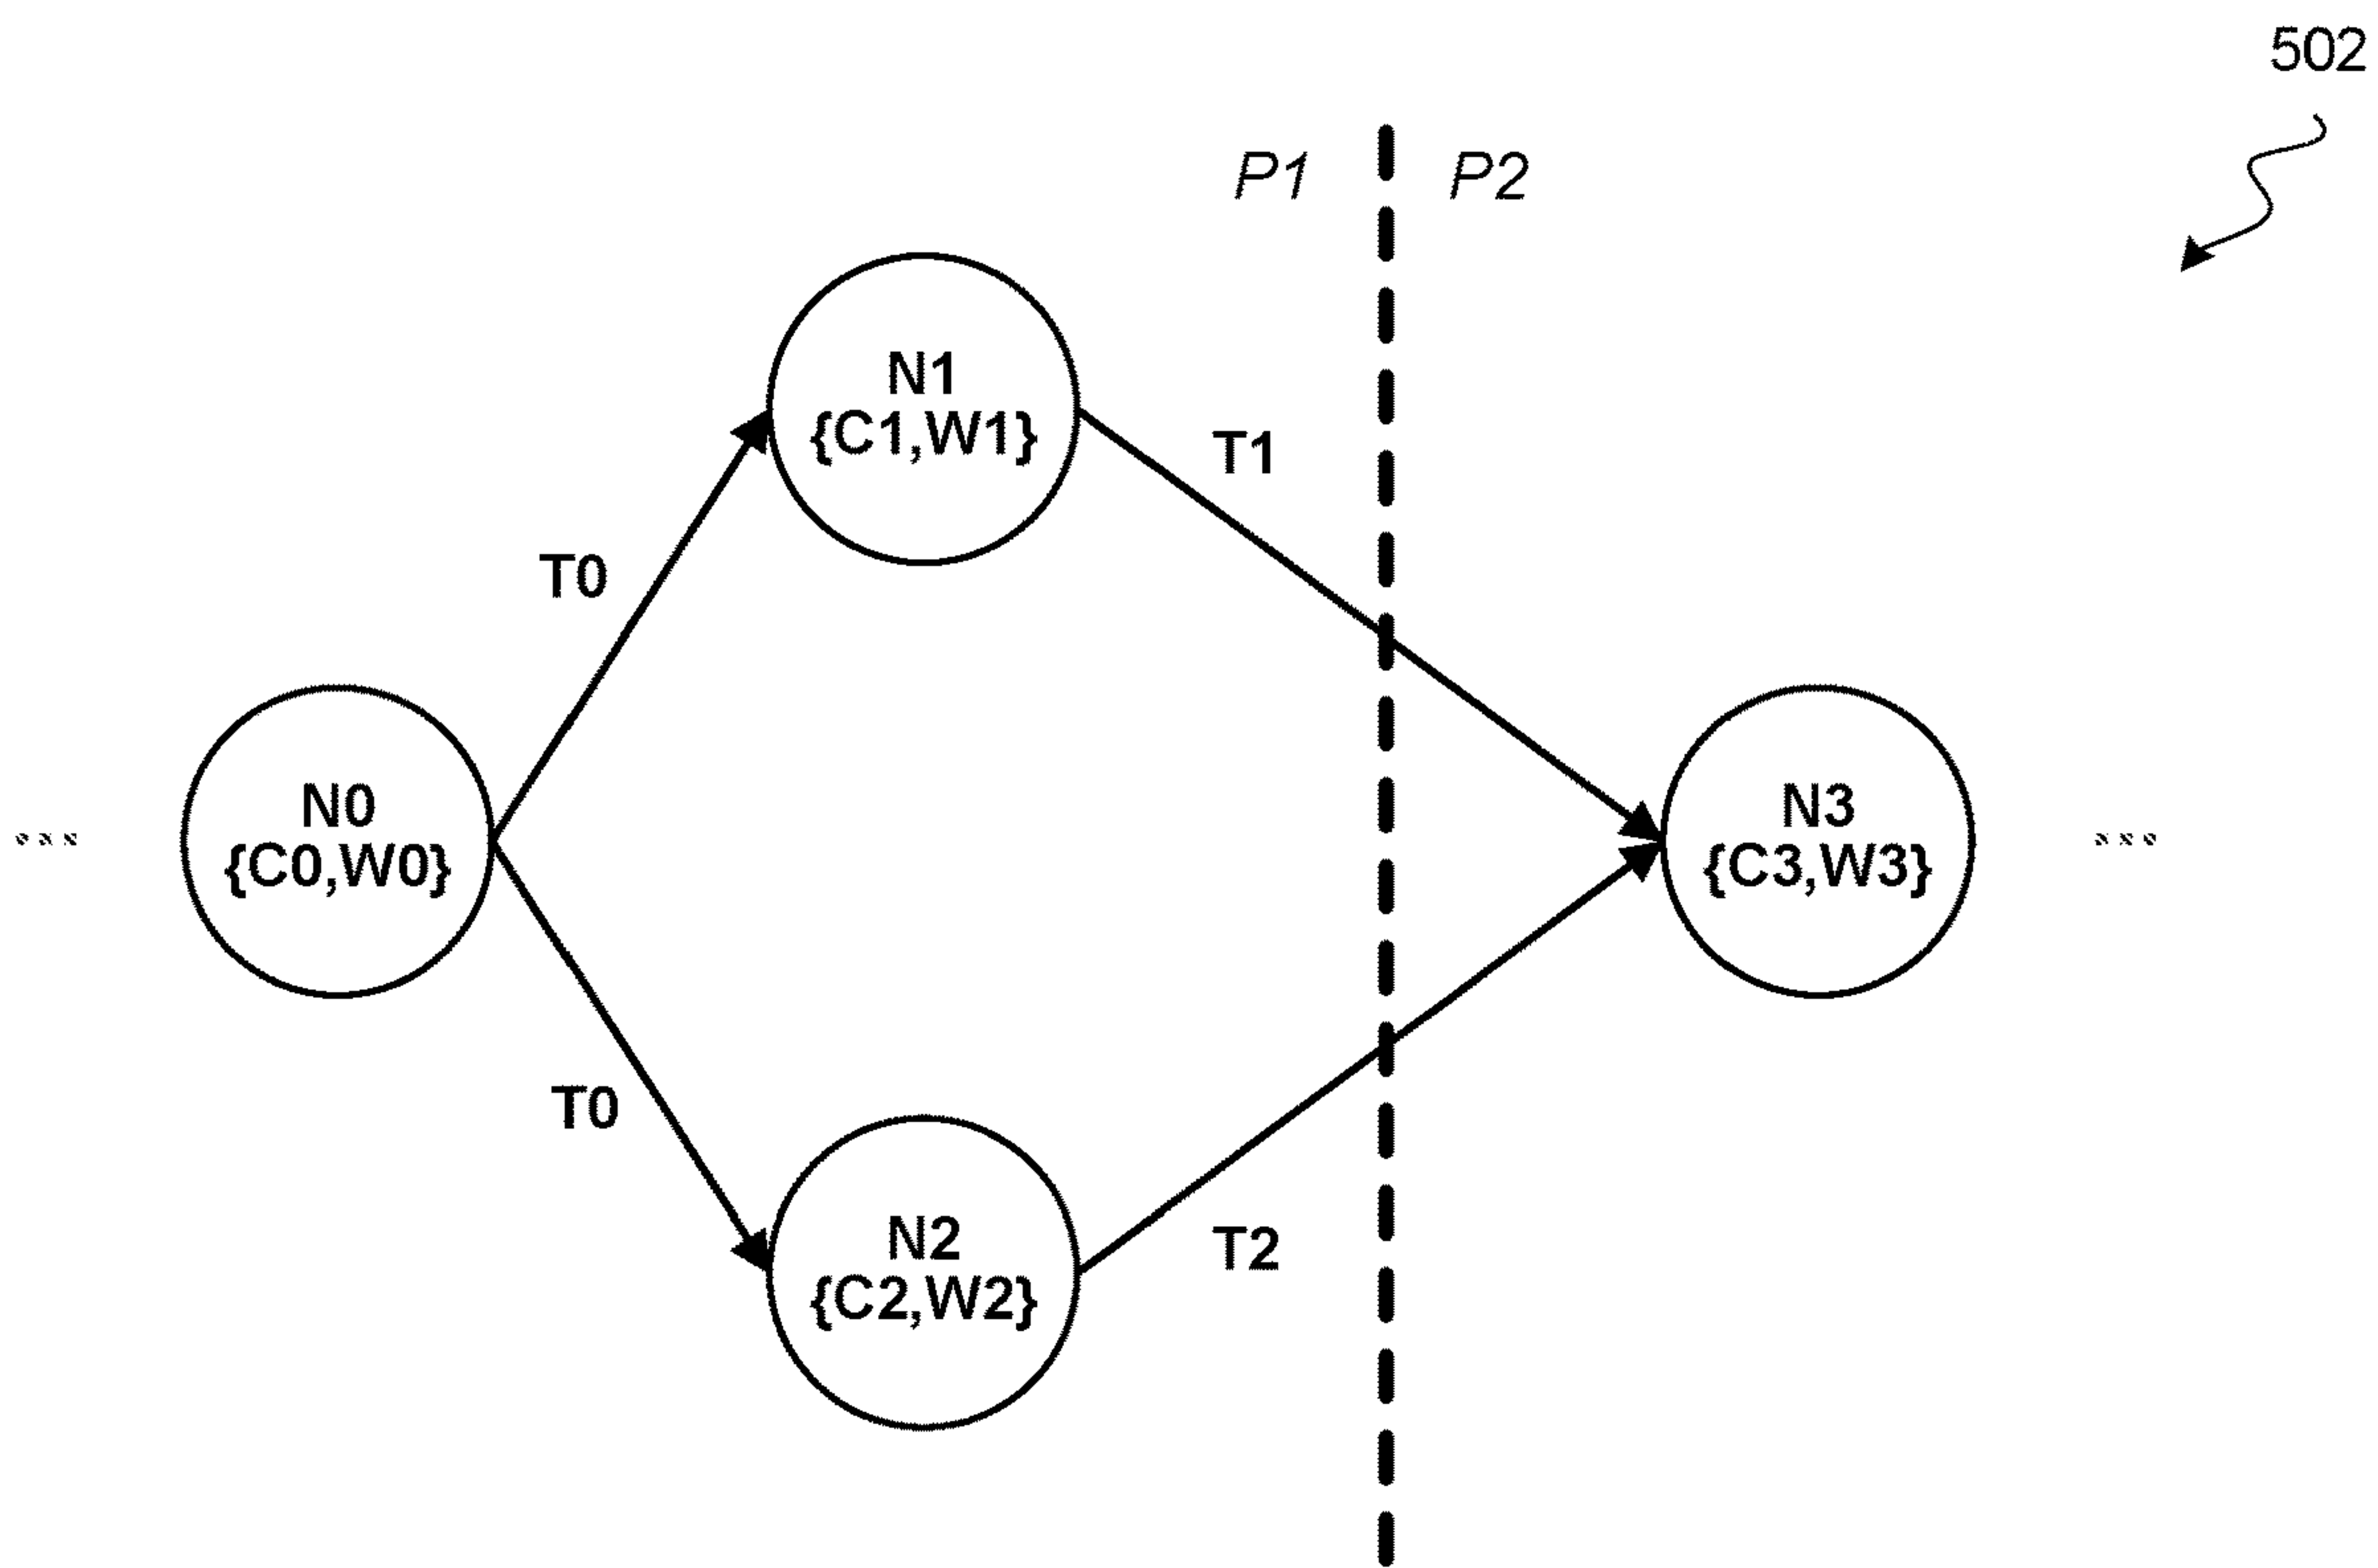 502
P1
P2
N1
{C1,W1}
T1
T0
N0
{C0,W0}
N3
{C3,W3}
T0
N2
{C2,W2}
T2